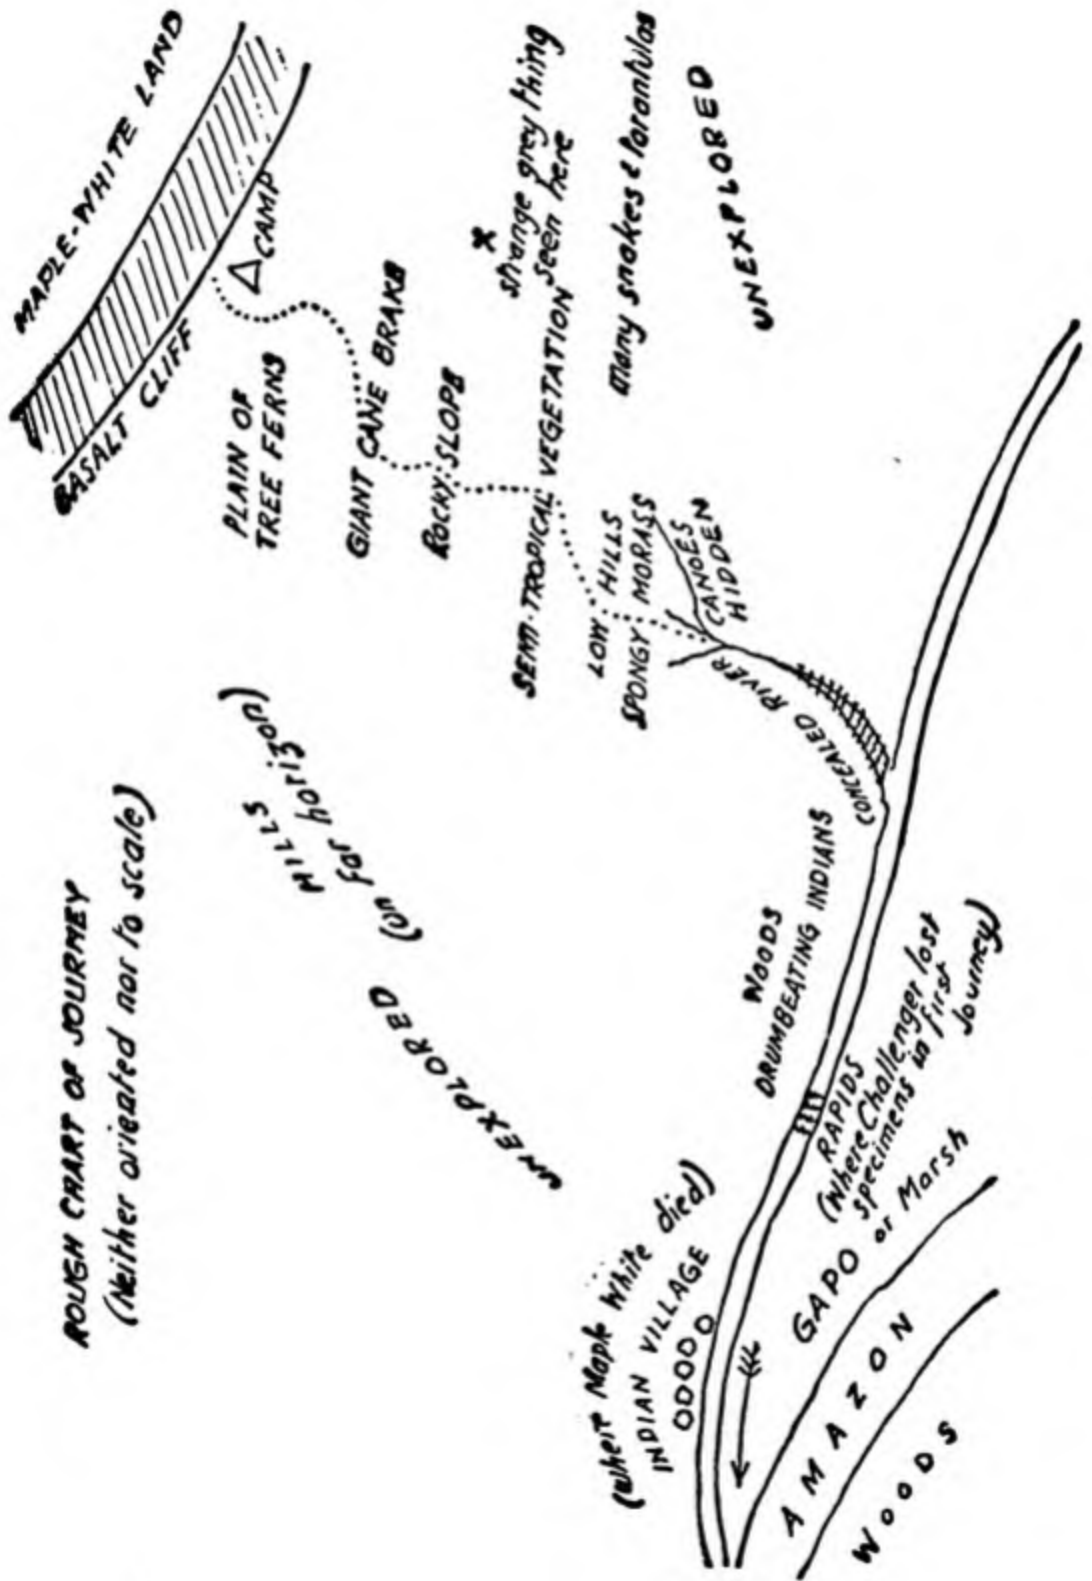 ROUGH CHART OF JOURNEY
(Neither orieated nor to scale)
MAPLE-WHITE LAND
BASALT CLIFF
CAMP
PLAIN OF
TREE FERNS
GIANT CANE BRAKE
ROCKY SLOPE
X
strange grey thing
seen here
SEMI-TROPICAL VEGETATION
many snakes & tarantulas
UNEXPLORED
LOW HILLS
SPONGY MORASS
CANOES
HIDDEN
CONCEALED RIVER
HILLS
(on far horizon)
UNEXPLORED
WOODS
DRUMBEATING INDIANS
(where Maple White died)
INDIAN VILLAGE
RAPIDS
(Where Challenger lost
specimens in first
Journey)
GAPO or Marsh
AMAZON
WOODS